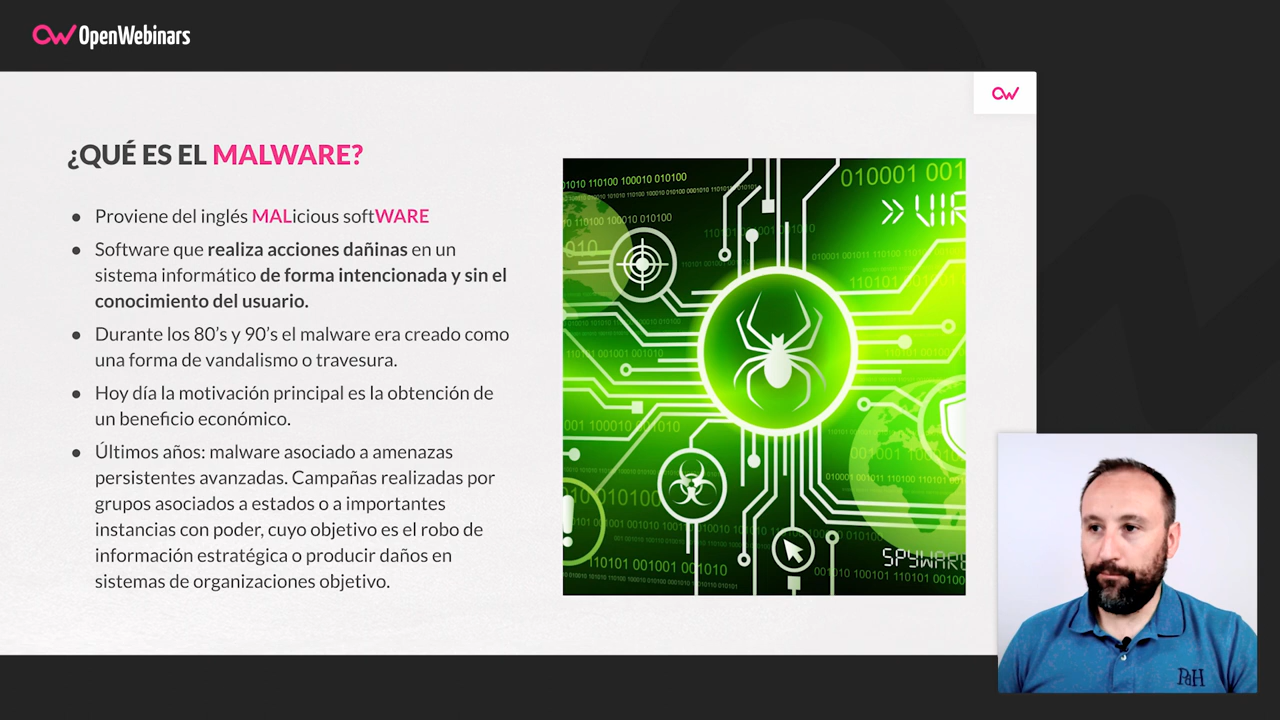 OpenWebinars
¿QUÉ ES EL MALWARE?
● Proviene del inglés MALicious softWARE
● Software que realiza acciones dañinas en un
sistema informático de forma intencionada y sin el
conocimiento del usuario.
● Durante los 80’s y 90’s el malware era creado como
una forma de vandalismo o travesura.
● Hoy día la motivación principal es la obtención de
un beneficio económico.
● Últimos años: malware asociado a amenazas
persistentes avanzadas. Campañas realizadas por
grupos asociados a estados o a importantes
instancias con poder, cuyo objetivo es el robo de
información estratégica o producir daños en
sistemas de organizaciones objetivo.
010001 001
» VIR
SPYWARE
110101 001001 001010
P&H